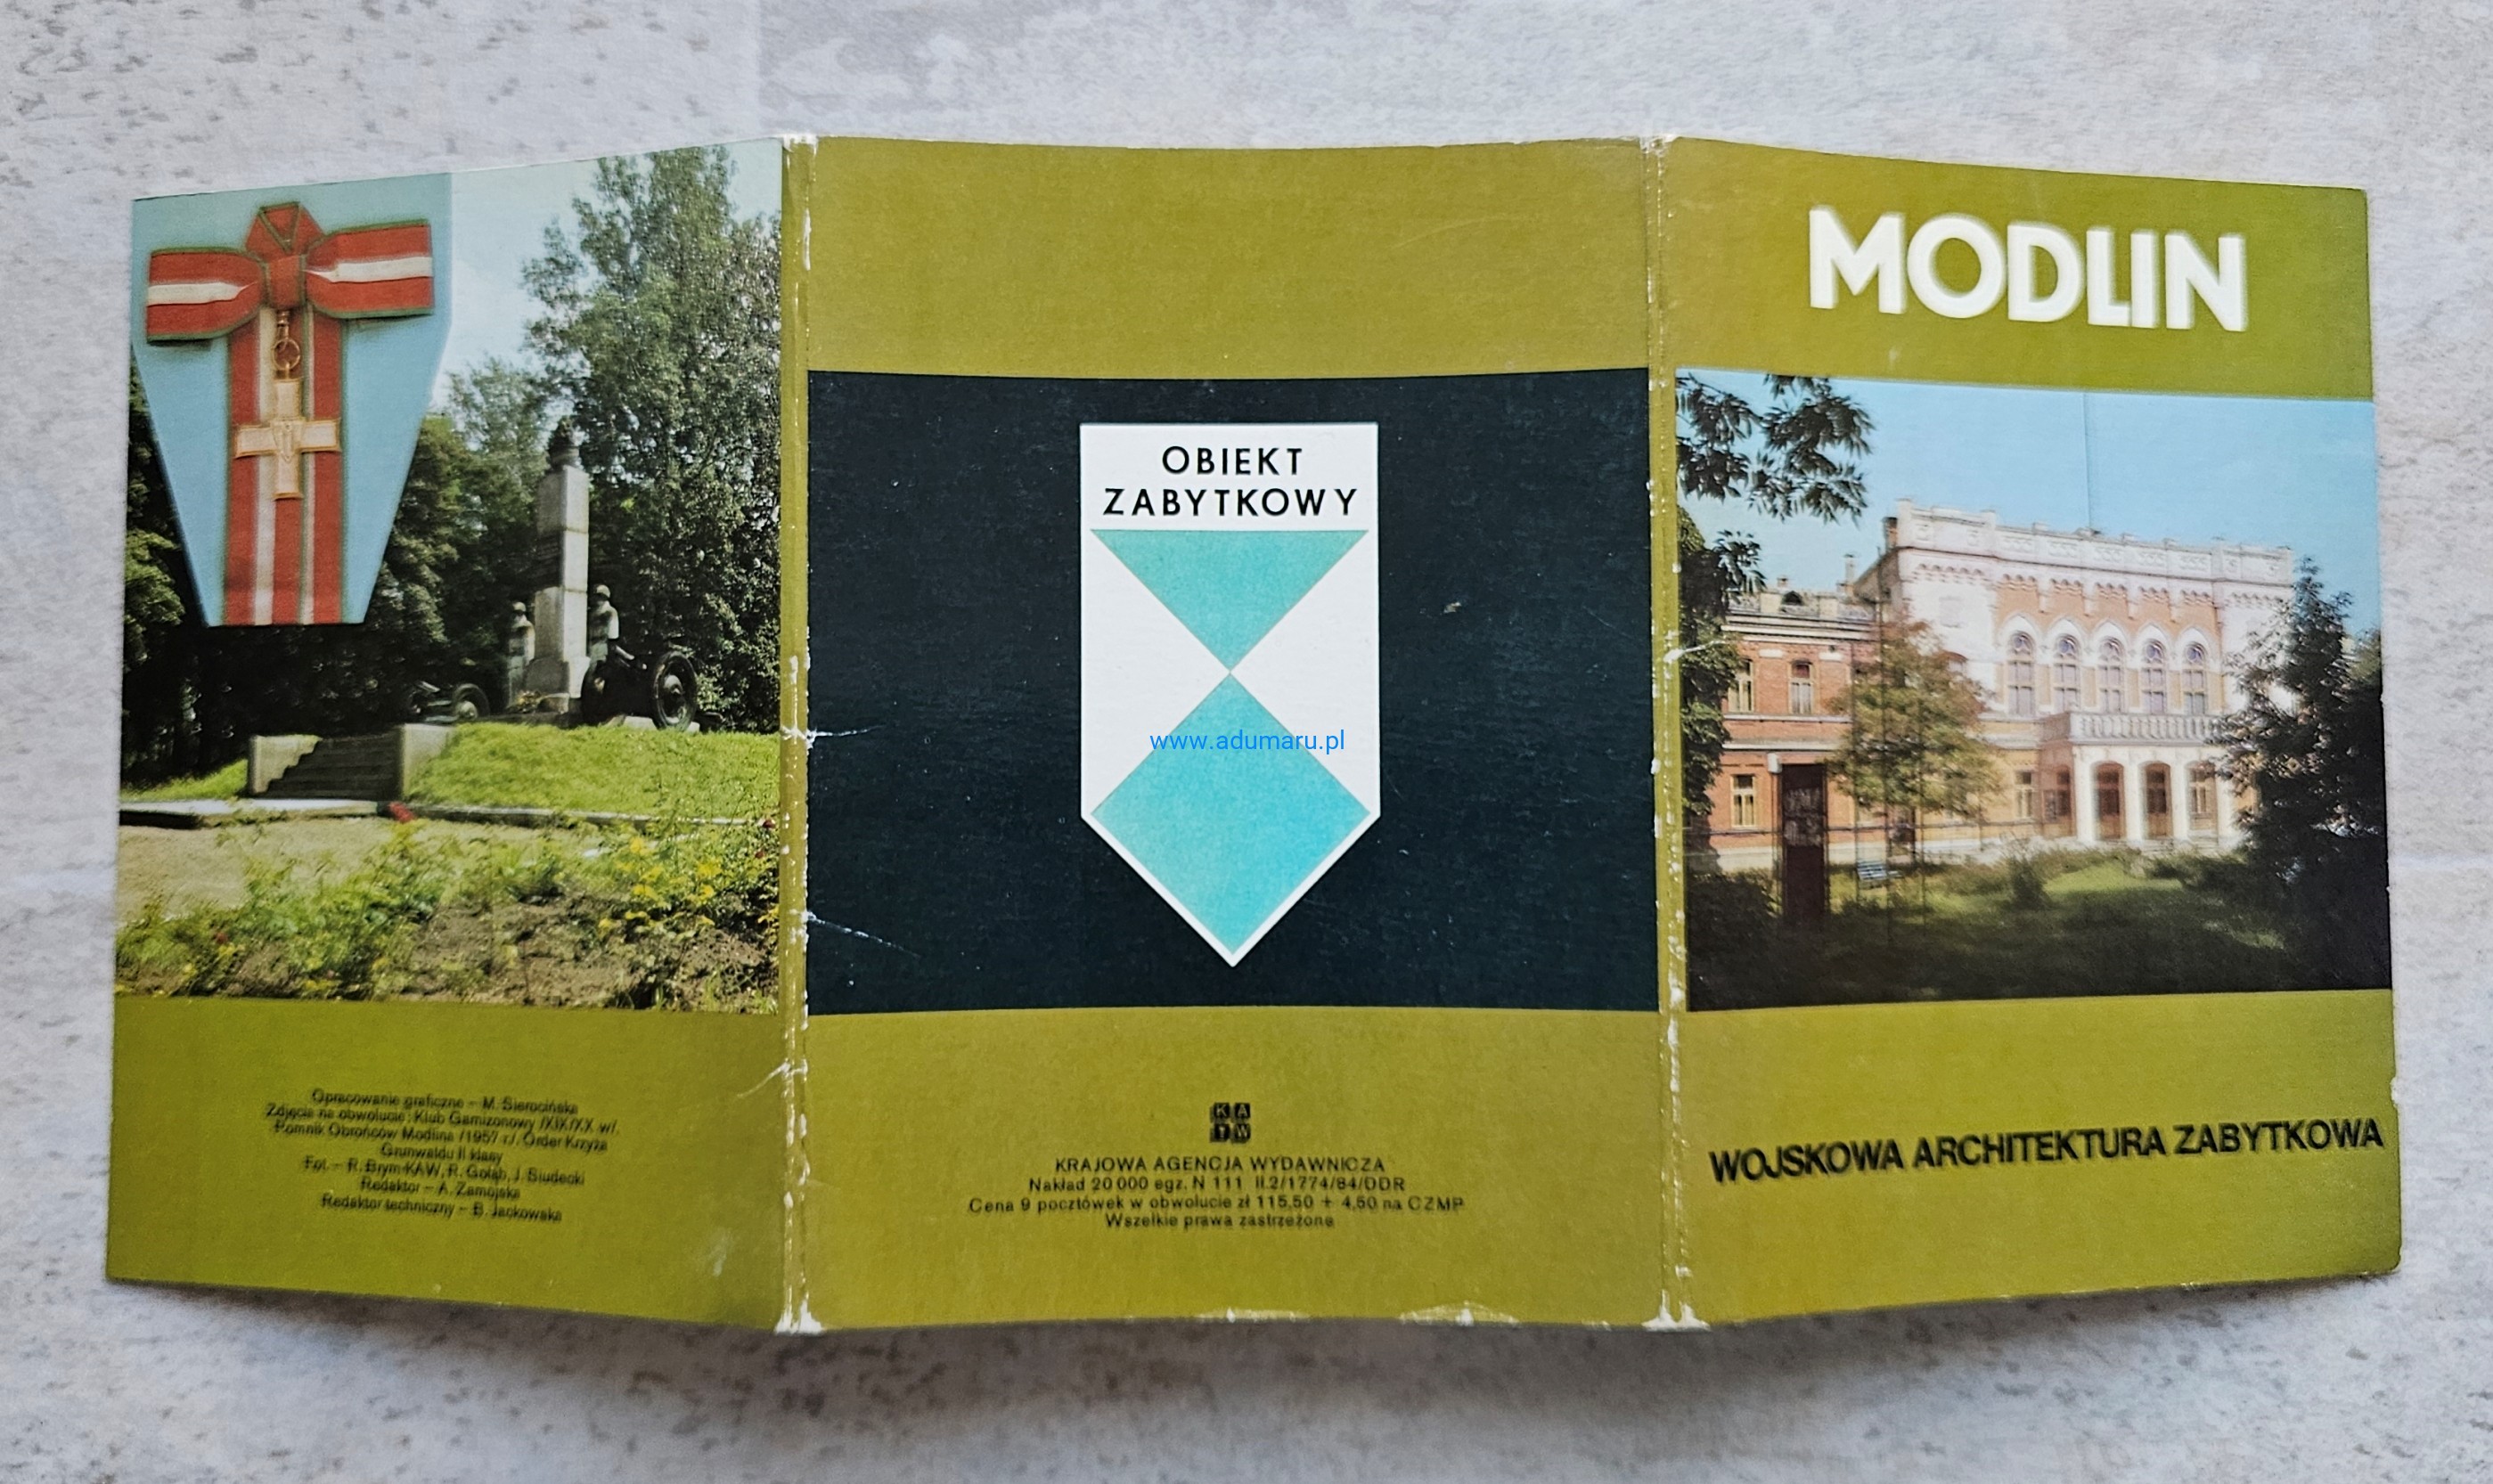 Opracowanie graficzne – M. Sierocińska
Zdjęcia na obwolucie: Klub Garnizonowy /XIX/XX w/.
Pomnik Obrońców Modlina /1957 r./. Order Krzyża
Grunwaldu II klasy
Fot. – R. Brym-KAW, R. Gołąb, J. Siudecki
Redaktor – A. Zamojska
Redaktor techniczny – B. Jackowska
OBIEKT
ZABYTKOWY
www.adumaru.pl
KA
W
KRAJOWA AGENCJA WYDAWNICZA
Nakład 20 000 egz. N 111 II.2/1774/84/DDR
Cena 9 pocztówek w obwolucie zł 115,50 + 4,50 na CZMP
Wszelkie prawa zastrzeżone
MODLIN
WOJSKOWA ARCHITEKTURA ZABYTKOWA